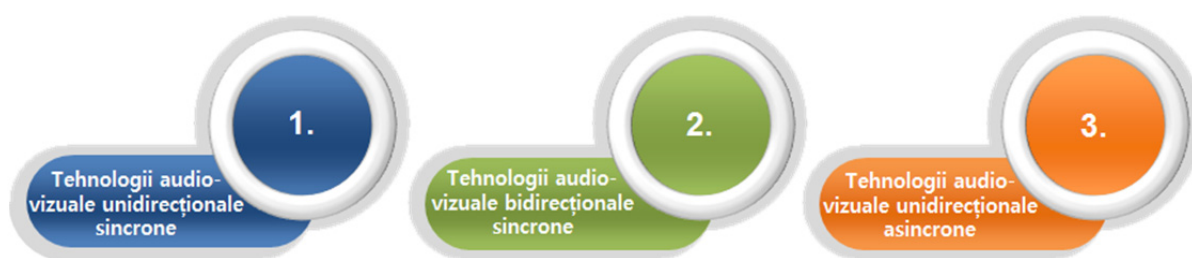 1.
Tehnologii audio-
vizuale unidirecționale
sincrone
2.
Tehnologii audio-
vizuale bidirecționale
sincrone
3.
Tehnologii audio-
vizuale unidirecționale
asincrone